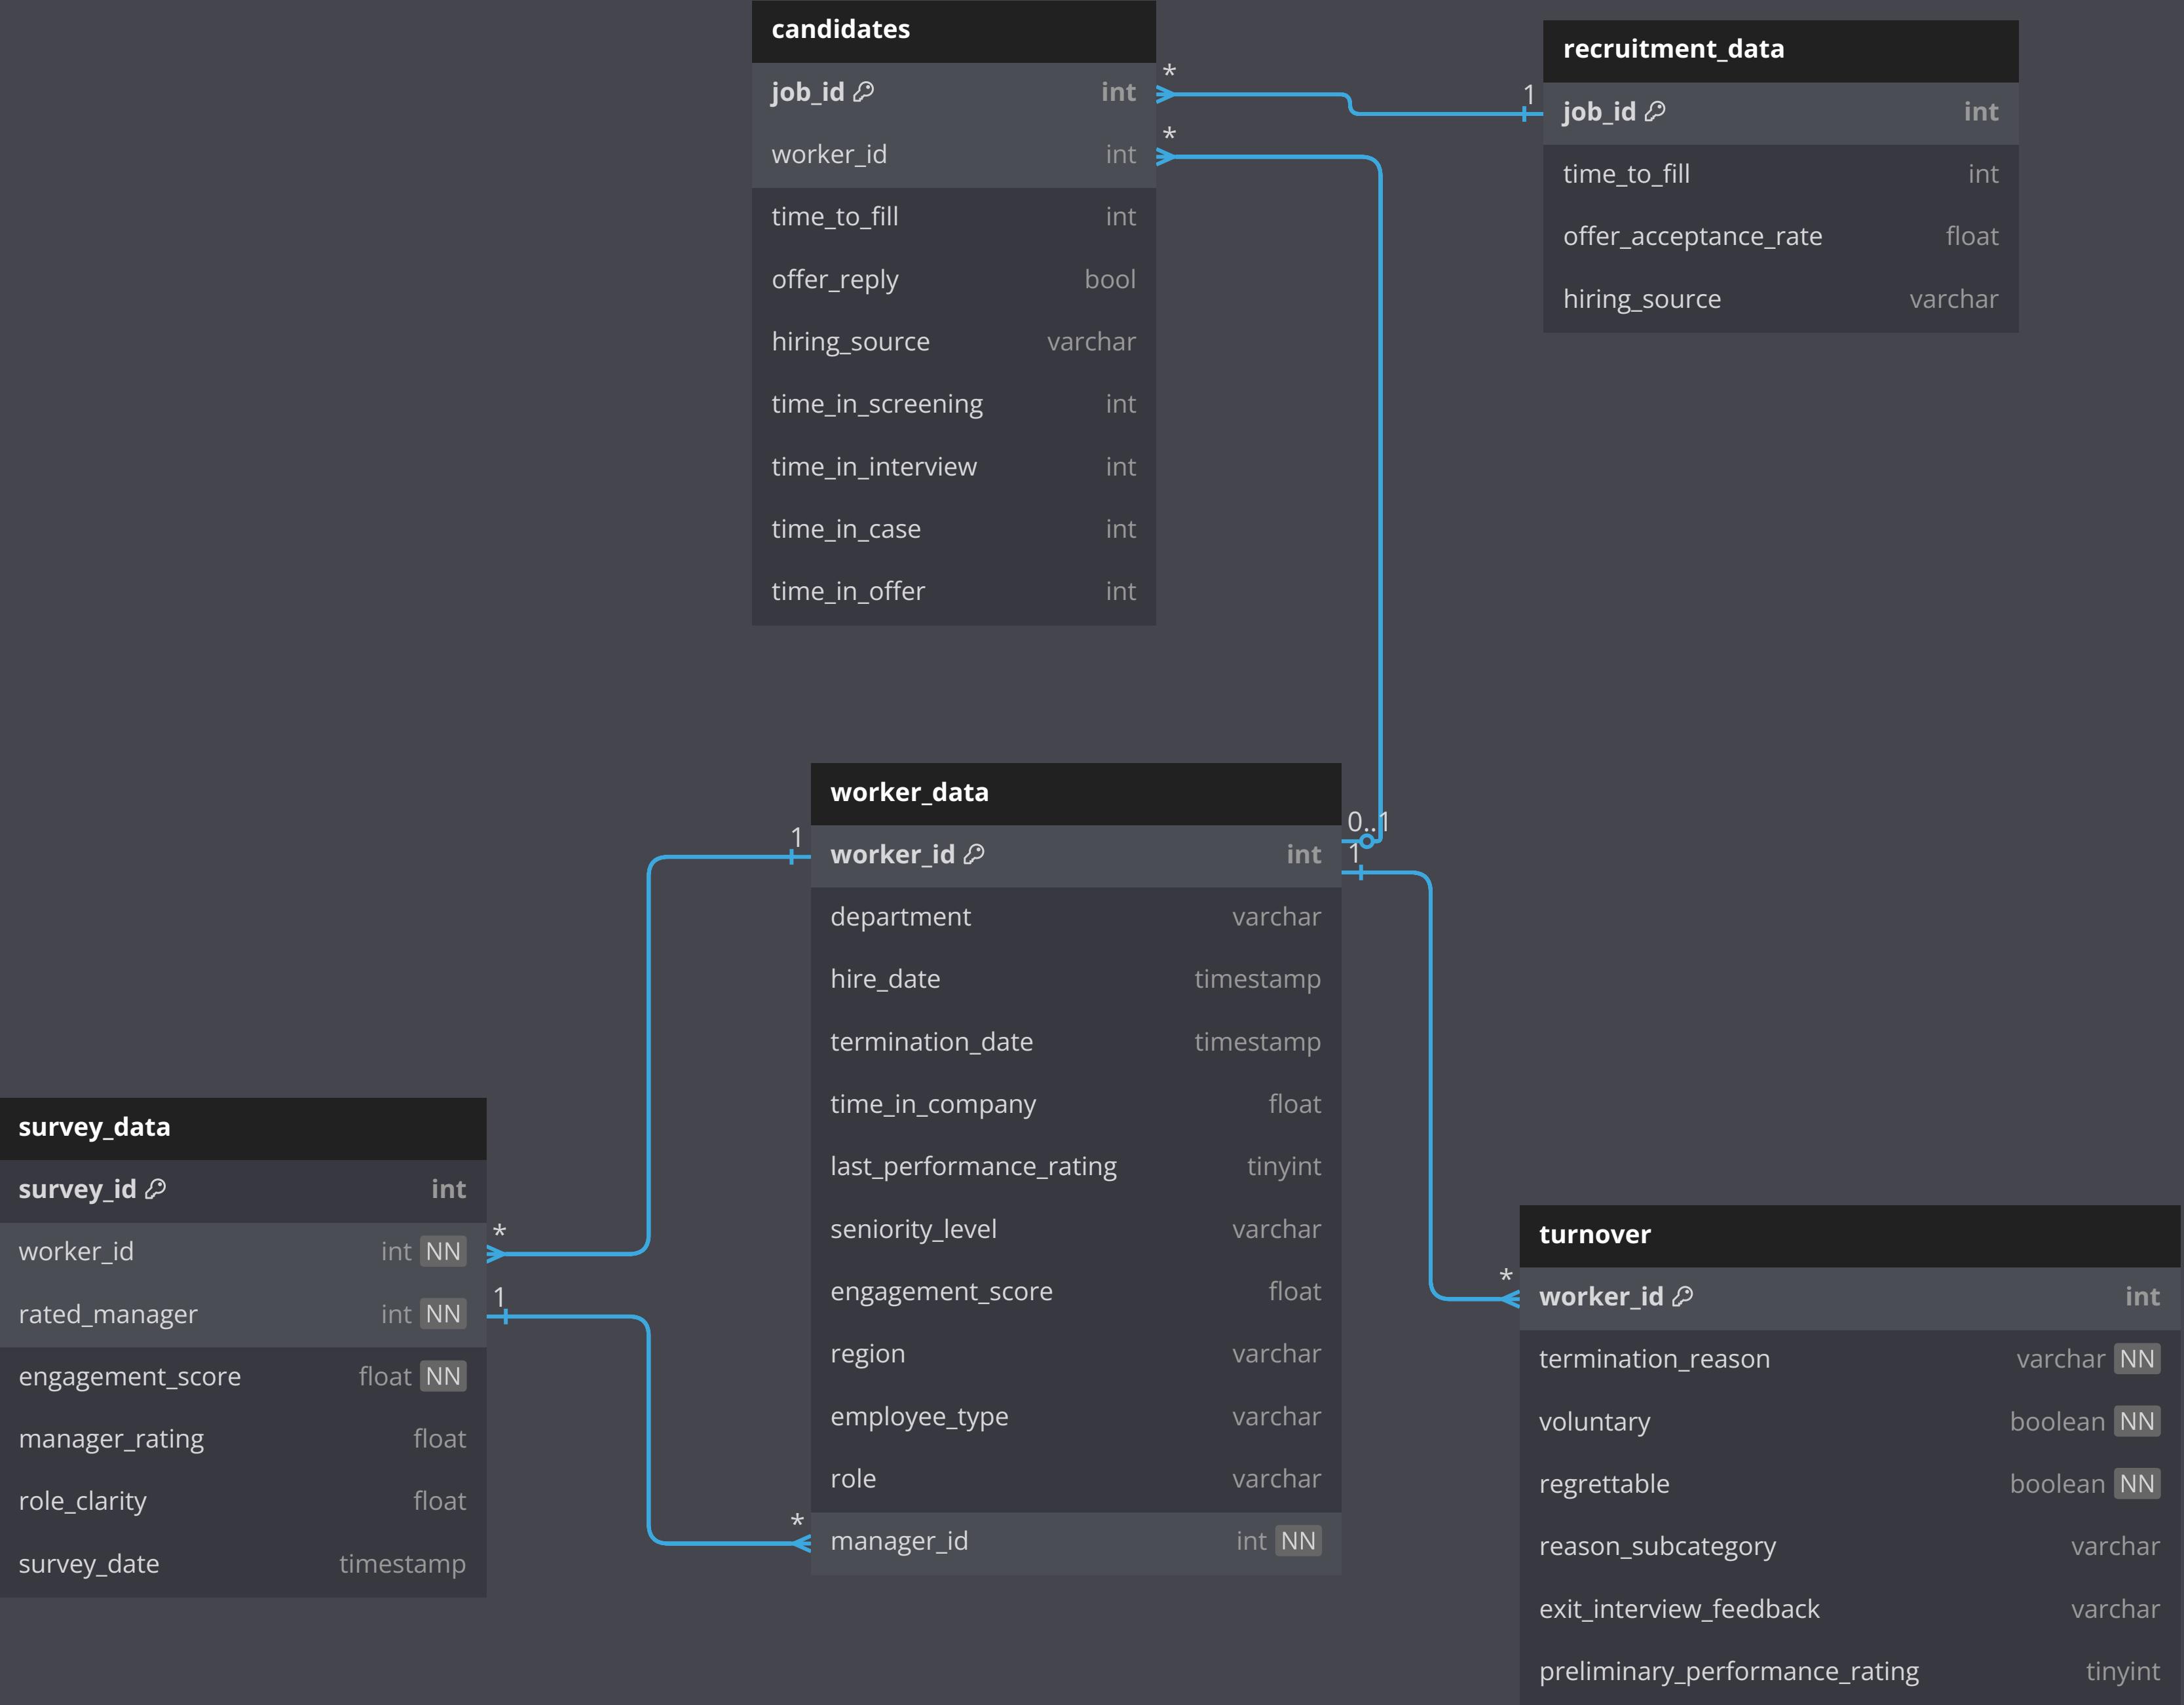 candidates
job_id int
worker_id int
time_to_fill int
offer_reply bool
hiring_source varchar
time_in_screening int
time_in_interview int
time_in_case int
time_in_offer int
*
*
1
recruitment_data
job_id int
time_to_fill int
offer_acceptance_rate float
hiring_source varchar
worker_data
worker_id int
department varchar
hire_date timestamp
termination_date timestamp
time_in_company float
last_performance_rating tinyint
seniority_level varchar
engagement_score float
region varchar
employee_type varchar
role varchar
manager_id int NN
1
0..1
1
*
survey_data
survey_id int
worker_id int NN
rated_manager int NN
engagement_score float NN
manager_rating float
role_clarity float
survey_date timestamp
*
1
turnover
worker_id int
termination_reason varchar NN
voluntary boolean NN
regrettable boolean NN
reason_subcategory varchar
exit_interview_feedback varchar
preliminary_performance_rating tinyint
*